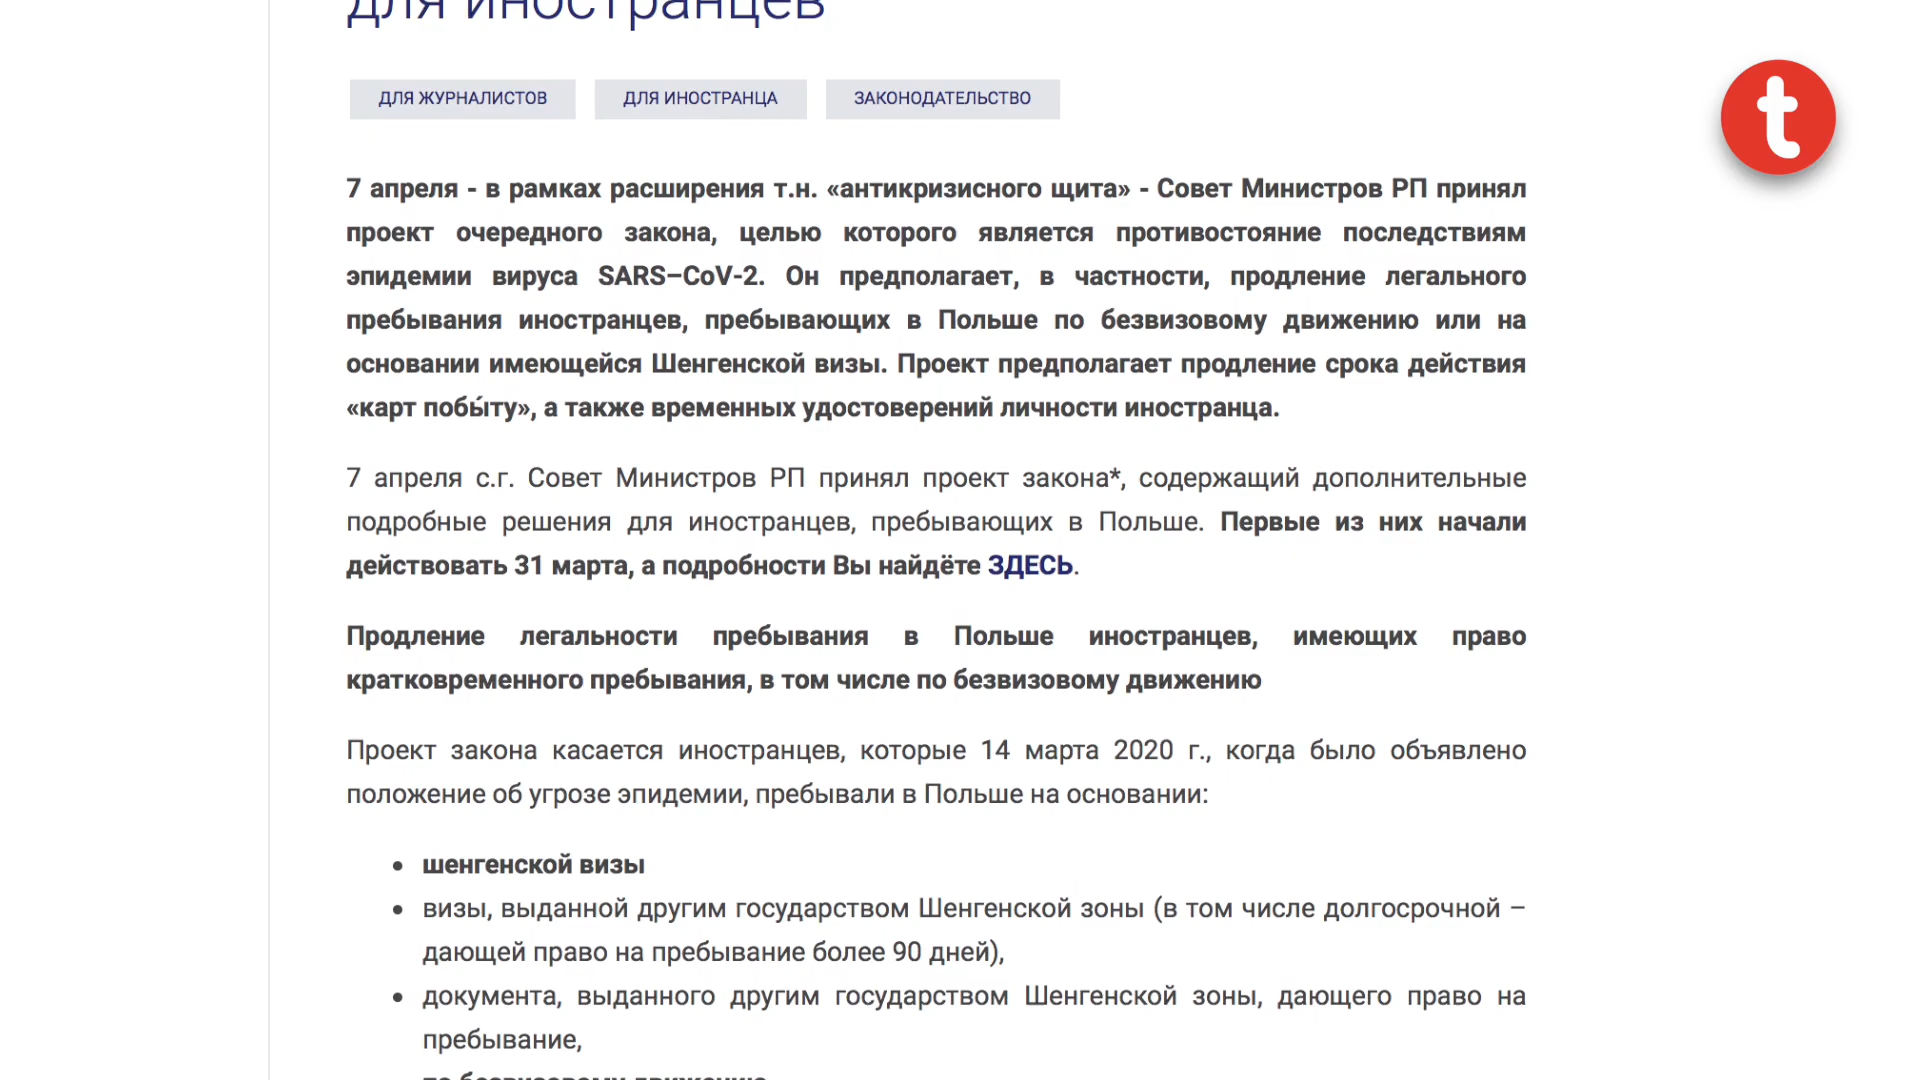 для иностранцев
ДЛЯ ЖУРНАЛИСТОВ
ДЛЯ ИНОСТРАНЦА
ЗАКОНОДАТЕЛЬСТВО
t
7 апреля - в рамках расширения т.н. «антикризисного щита» - Совет Министров РП принял
проект очередного закона, целью которого является противостояние последствиям
эпидемии вируса SARS–CoV-2. Он предполагает, в частности, продление легального
пребывания иностранцев, пребывающих в Польше по безвизовому движению или на
основании имеющейся Шенгенской визы. Проект предполагает продление срока действия
«карт побы́ту», а также временных удостоверений личности иностранца.
7 апреля с.г. Совет Министров РП принял проект закона*, содержащий дополнительные
подробные решения для иностранцев, пребывающих в Польше. Первые из них начали
действовать 31 марта, а подробности Вы найдёте ЗДЕСЬ.
Продление легальности пребывания в Польше иностранцев, имеющих право
кратковременного пребывания, в том числе по безвизовому движению
Проект закона касается иностранцев, которые 14 марта 2020 г., когда было объявлено
положение об угрозе эпидемии, пребывали в Польше на основании:
• шенгенской визы
• визы, выданной другим государством Шенгенской зоны (в том числе долгосрочной –
дающей право на пребывание более 90 дней),
• документа, выданного другим государством Шенгенской зоны, дающего право на
пребывание,
по безвизовому движению